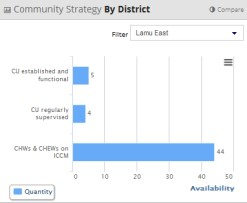 Community Strategy By District
Compare
Filter
Lamu East
CU established and
functional
5
CU regularly
supervised
4
CHWs & CHEWs on
ICCM
44
0 10 20 30 40 50
Availability
Quantity